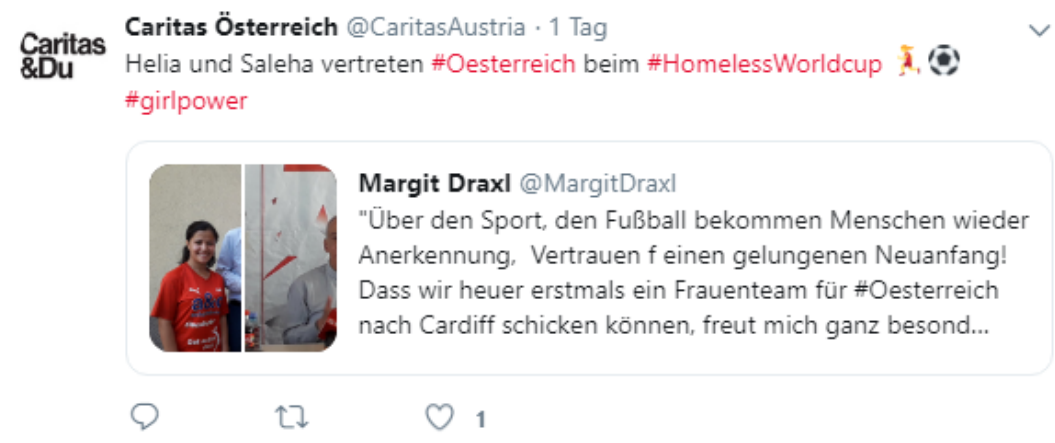 Caritas
&Du
Caritas Österreich @CaritasAustria · 1 Tag
Helia und Saleha vertreten #Oesterreich beim #HomelessWorldcup
#girlpower
Margit Draxl @MargitDraxl
"Über den Sport, den Fußball bekommen Menschen wieder
Anerkennung, Vertrauen f einen gelungenen Neuanfang!
Dass wir heuer erstmals ein Frauenteam für #Oesterreich
nach Cardiff schicken können, freut mich ganz besond...
1